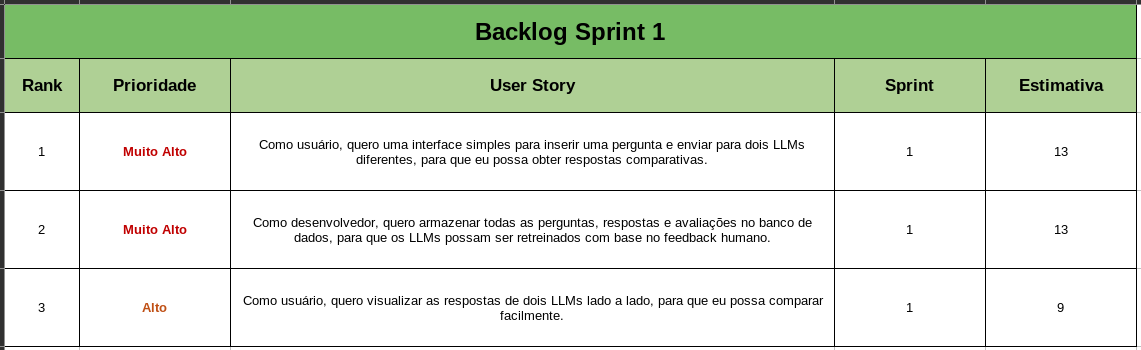 Backlog Sprint 1
Rank Prioridade User Story Sprint Estimativa
1 Muito Alto Como usuário, quero uma interface simples para inserir uma pergunta e enviar para dois LLMs
diferentes, para que eu possa obter respostas comparativas. 1 13
2 Muito Alto Como desenvolvedor, quero armazenar todas as perguntas, respostas e avaliações no banco de
dados, para que os LLMs possam ser retreinados com base no feedback humano. 1 13
3 Alto Como usuário, quero visualizar as respostas de dois LLMs lado a lado, para que eu possa comparar
facilmente. 1 9